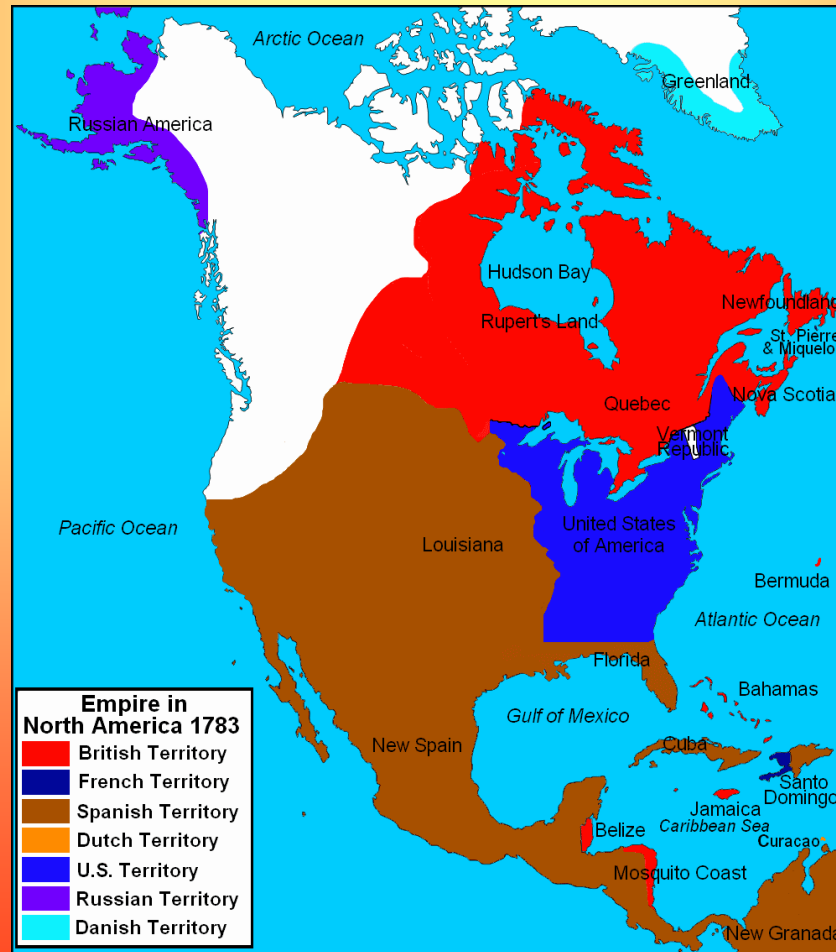 Arctic Ocean
Greenland
Russian America
Hudson Bay
Newfoundland
Rupert's Land
St. Pierre
& Miquelo
Quebec
Nova Scotia
Vermont
Republic
Pacific Ocean
United States
of America
Louisiana
Bermuda
Atlantic Ocean
Florida
Bahamas
Gulf of Mexico
New Spain
Cuba
Santo
Domingo
Jamaica
Caribbean Sea
Belize
Curacao
Mosquito Coast
New Granada
Empire in
North America 1783
British Territory
French Territory
Spanish Territory
Dutch Territory
U.S. Territory
Russian Territory
Danish Territory